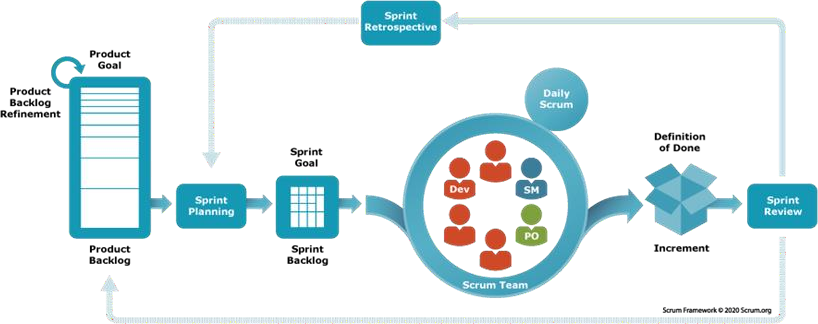 Sprint
Retrospective
Product
Goal
Product
Backlog
Refinement
Daily
Scrum
Sprint
Goal
Definition
of Done
Dev
SM
PO
Sprint
Planning
Sprint
Review
Product
Backlog
Sprint
Backlog
Scrum Team
Increment
Scrum Framework © 2020 Scrum.org